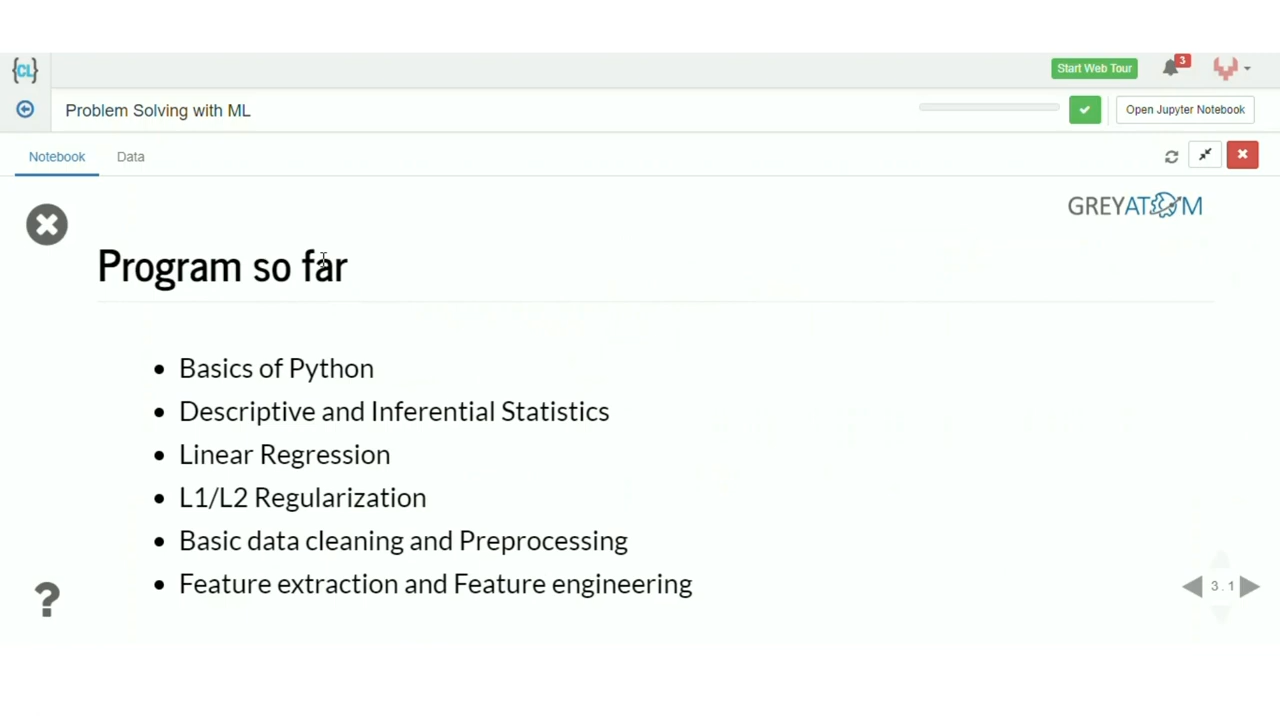 {CL}
Start Web Tour
3
Problem Solving with ML
Open Jupyter Notebook
Notebook
Data
GREYATOM
Program so far
• Basics of Python
• Descriptive and Inferential Statistics
• Linear Regression
• L1/L2 Regularization
• Basic data cleaning and Preprocessing
• Feature extraction and Feature engineering
?
3.1